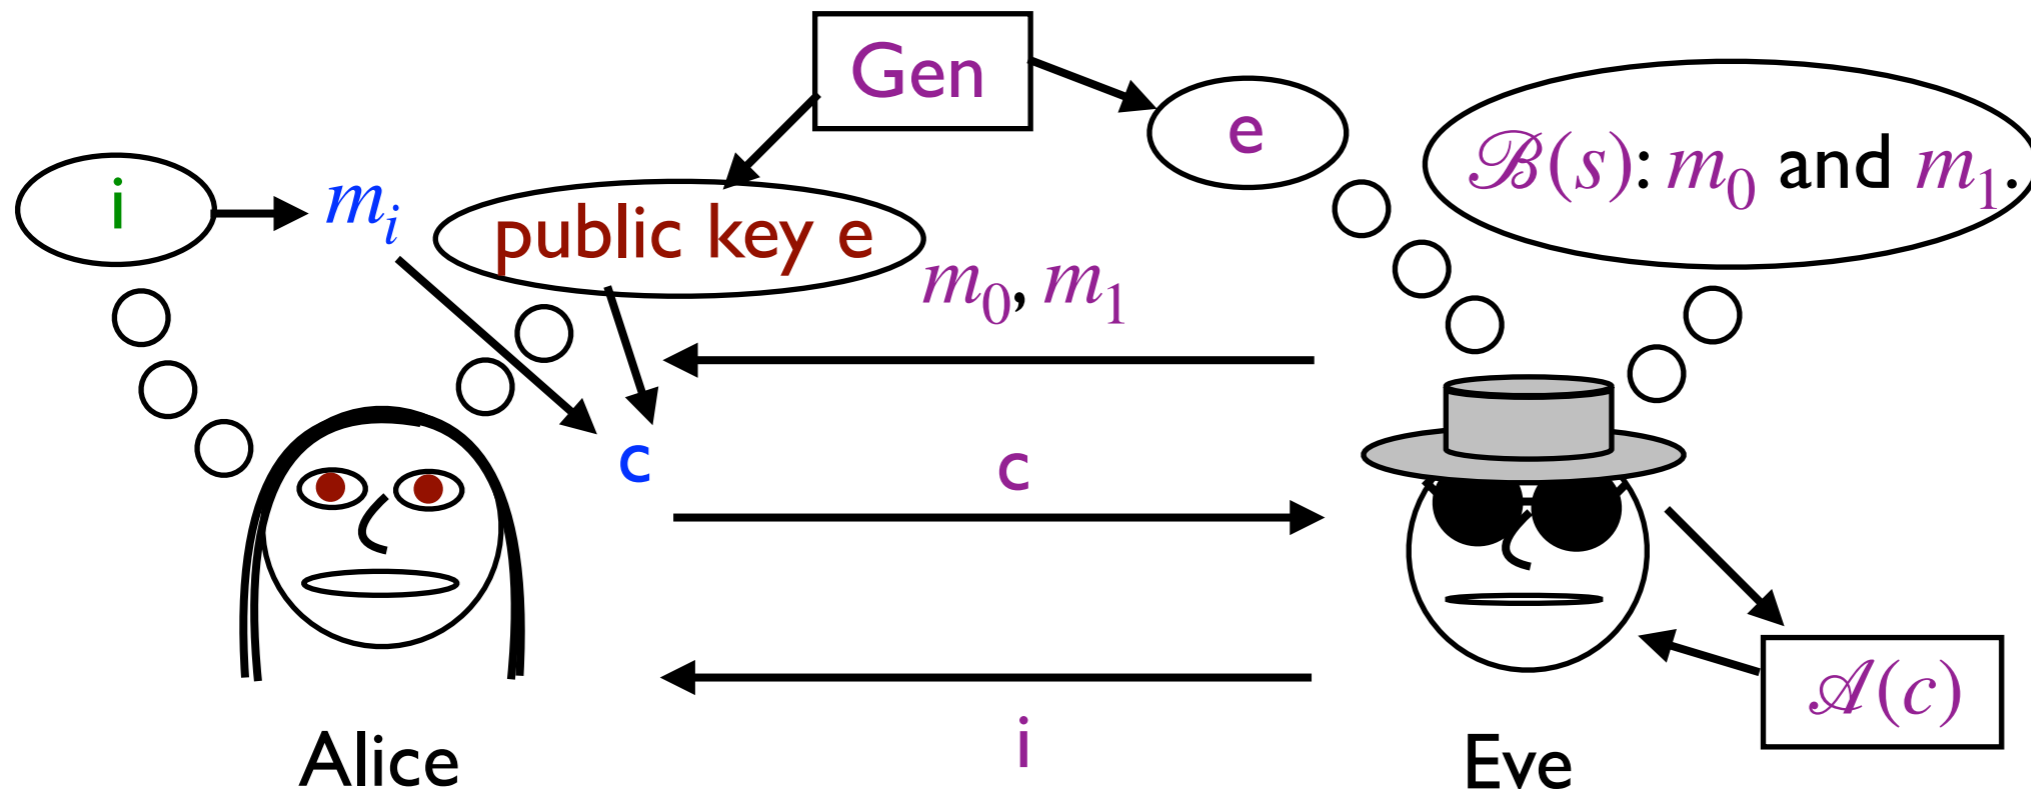 Gen
e
ℬ(s): m₀ and m₁.
i
mᵢ
public key e
m₀, m₁
c
c
𝒜(c)
i
Alice
Eve